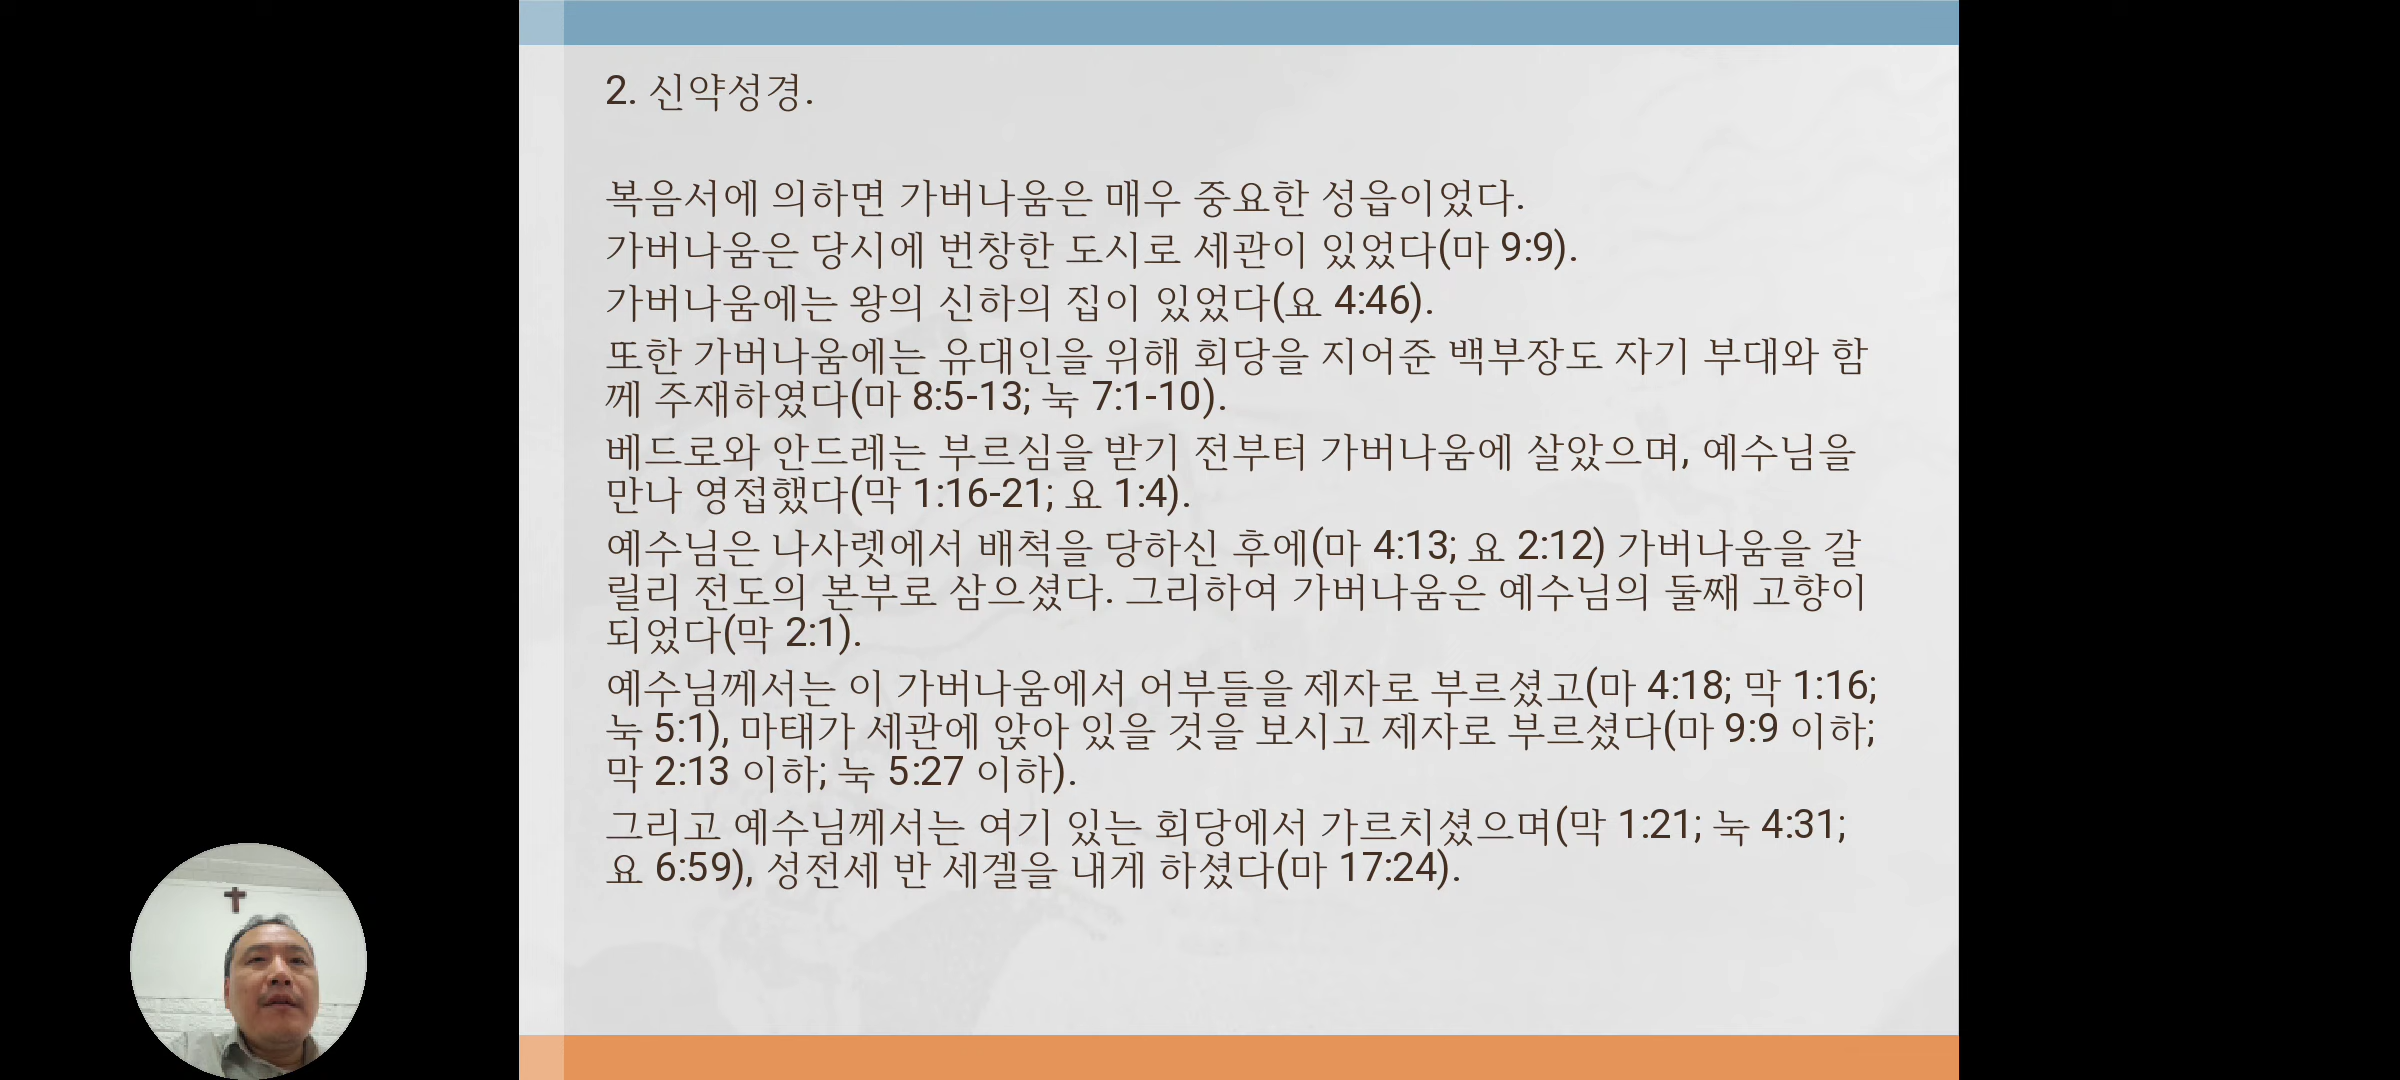 2. 신약성경.
복음서에 의하면 가버나움은 매우 중요한 성읍이었다.
가버나움은 당시에 번창한 도시로 세관이 있었다(마 9:9).
가버나움에는 왕의 신하의 집이 있었다(요 4:46).
또한 가버나움에는 유대인을 위해 회당을 지어준 백부장도 자기 부대와 함
께 주재하였다(마 8:5-13; 눅 7:1-10).
베드로와 안드레는 부르심을 받기 전부터 가버나움에 살았으며, 예수님을
만나 영접했다(막 1:16-21; 요 1:4).
예수님은 나사렛에서 배척을 당하신 후에(마 4:13; 요 2:12) 가버나움을 갈
릴리 전도의 본부로 삼으셨다. 그리하여 가버나움은 예수님의 둘째 고향이
되었다(막 2:1).
예수님께서는 이 가버나움에서 어부들을 제자로 부르셨고(마 4:18; 막 1:16;
눅 5:1), 마태가 세관에 앉아 있을 것을 보시고 제자로 부르셨다(마 9:9 이하;
막 2:13 이하; 눅 5:27 이하).
그리고 예수님께서는 여기 있는 회당에서 가르치셨으며(막 1:21; 눅 4:31;
요 6:59), 성전세 반 세겔을 내게 하셨다(마 17:24).